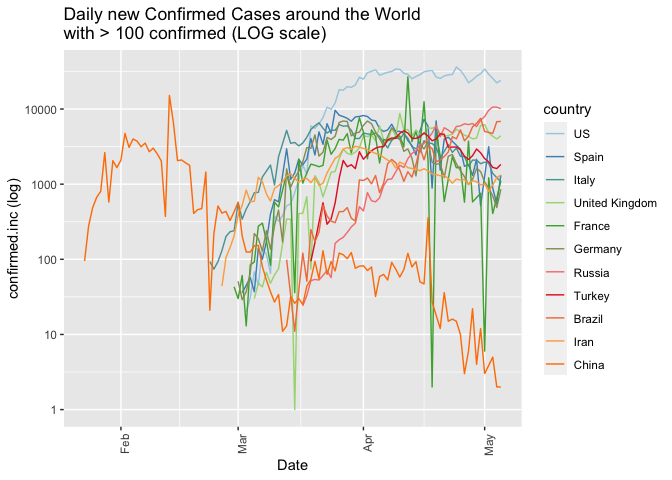 Daily new Confirmed Cases around the World
with > 100 confirmed (LOG scale)
confirmed.inc (log)
10000
1000
100
10
1
Feb
Mar
Apr
May
Date
country
US
Spain
Italy
United Kingdom
France
Germany
Russia
Turkey
Brazil
Iran
China